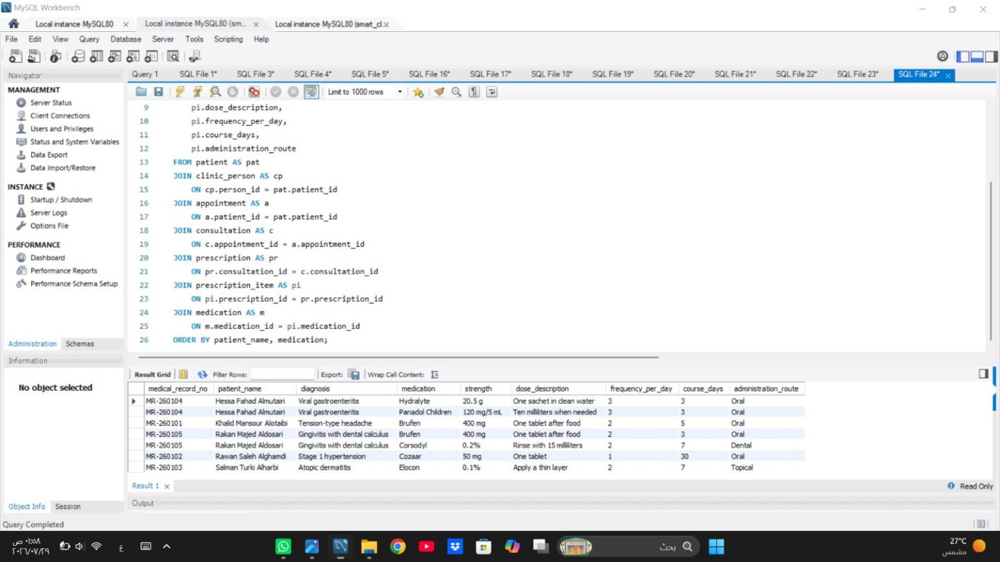 MySQL Workbench
Local instance MySQL80 × Local instance MySQL80 (sm... × Local instance MySQL80 (smart_cl×
File Edit View Query Database Server Tools Scripting Help
Navigator Query 1 SQL File 1* SQL File 3* SQL File 4* SQL File 5* SQL File 16* SQL File 17* SQL File 18* SQL File 19* SQL File 20* SQL File 21* SQL File 22* SQL File 23* SQL File 24* ×
MANAGEMENT
Server Status
Client Connections
Users and Privileges
Status and System Variables
Data Export
Data Import/Restore
INSTANCE
Startup / Shutdown
Server Logs
Options File
PERFORMANCE
Dashboard
Performance Reports
Performance Schema Setup
Administration Schemas
Information
No object selected
Object Info Session
Limit to 1000 rows
9 pi.dose_description,
10 pi.frequency_per_day,
11 pi.course_days,
12 pi.administration_route
13 FROM patient AS pat
14 JOIN clinic_person AS cp
15 ON cp.person_id = pat.patient_id
16 JOIN appointment AS a
17 ON a.patient_id = pat.patient_id
18 JOIN consultation AS c
19 ON c.appointment_id = a.appointment_id
20 JOIN prescription AS pr
21 ON pr.consultation_id = c.consultation_id
22 JOIN prescription_item AS pi
23 ON pi.prescription_id = pr.prescription_id
24 JOIN medication AS m
25 ON m.medication_id = pi.medication_id
26 ORDER BY patient_name, medication;
Result Grid Filter Rows: Export: Wrap Cell Content:
medical_record_no patient_name diagnosis medication strength dose_description frequency_per_day course_days administration_route
MR-260104 Hessa Fahad Almutairi Viral gastroenteritis Hydralyte 20.5 g One sachet in clean water 3 3 Oral
MR-260104 Hessa Fahad Almutairi Viral gastroenteritis Panadol Children 120 mg/5 mL Ten milliliters when needed 3 3 Oral
MR-260101 Khalid Mansour Alotaibi Tension-type headache Brufen 400 mg One tablet after food 2 5 Oral
MR-260105 Rakan Majed Aldosari Gingivitis with dental calculus Brufen 400 mg One tablet after food 2 3 Oral
MR-260105 Rakan Majed Aldosari Gingivitis with dental calculus Corsodyl 0.2% Rinse with 15 milliliters 2 7 Dental
MR-260102 Rawan Saleh Alghamdi Stage 1 hypertension Cozaar 50 mg One tablet 1 30 Oral
MR-260103 Salman Turki Alharbi Atopic dermatitis Elocon 0.1% Apply a thin layer 2 7 Topical
Result 1 × Read Only
Output
Query Completed
٠١:٥٨ ص
٢٠٢٦/٠٧/٢٩
ع
بحث
27°C
مشمس